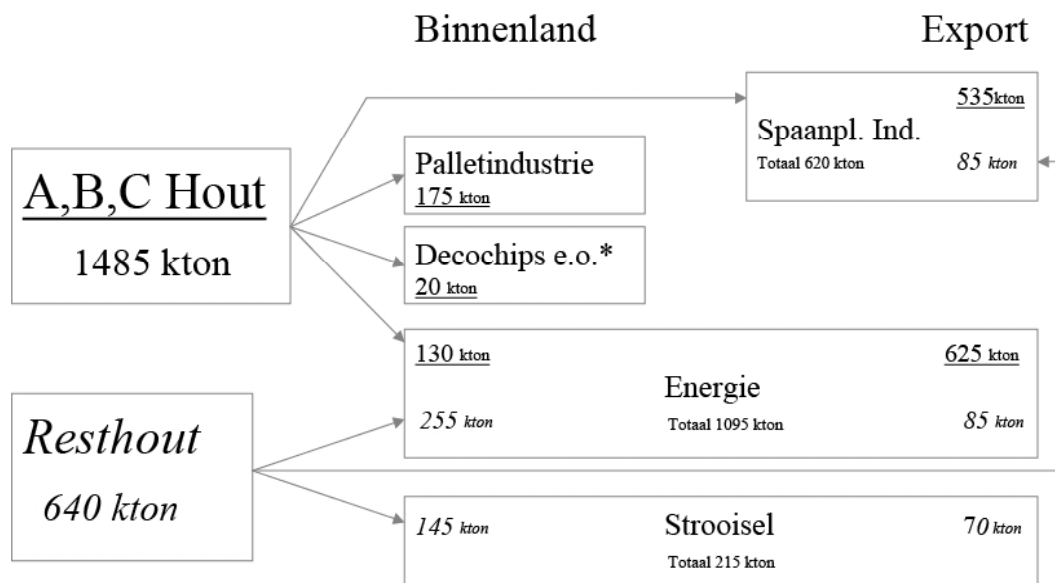 Binnenland Export
535 kton
Spaanpl. Ind.
Totaal 620 kton 85 kton
A,B,C Hout
1485 kton
Palletindustrie
175 kton
Decochips e.o.*
20 kton
130 kton 625 kton
Energie
255 kton Totaal 1095 kton 85 kton
Resthout
640 kton
145 kton Strooisel 70 kton
Totaal 215 kton